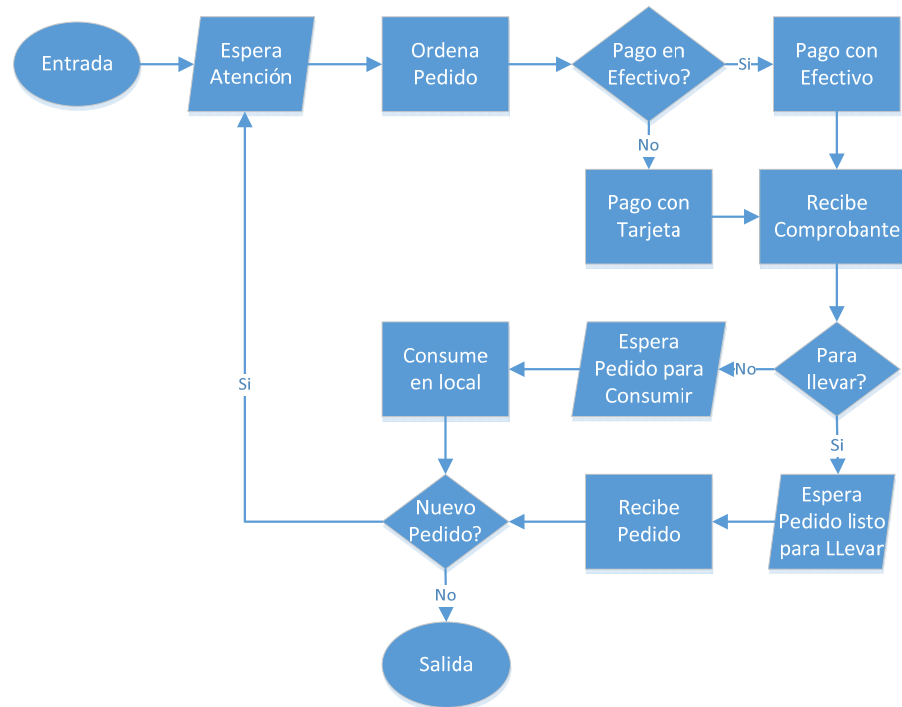 Entrada
Espera
Atención
Ordena
Pedido
Pago en
Efectivo?
Si
Pago con
Efectivo
No
Pago con
Tarjeta
Recibe
Comprobante
Para
llevar?
No
Espera
Pedido para
Consumir
Consume
en local
Si
Si
Espera
Pedido listo
para LLevar
Recibe
Pedido
Nuevo
Pedido?
No
Salida